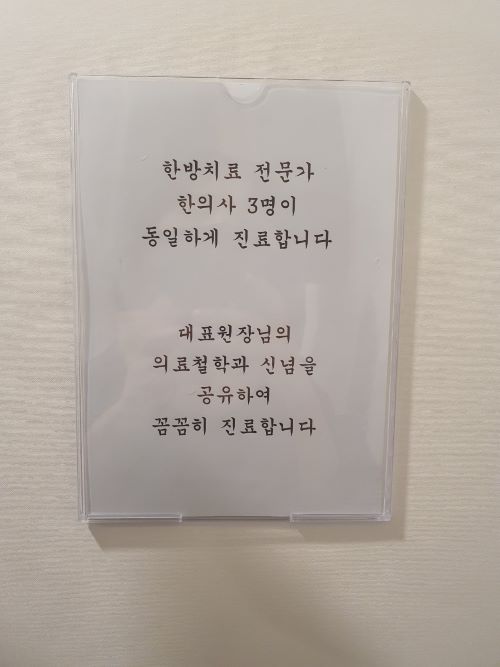 한방치료 전문가
한의사 3명이
동일하게 진료합니다
대표원장님의
의료철학과 신념을
공유하여
꼼꼼히 진료합니다